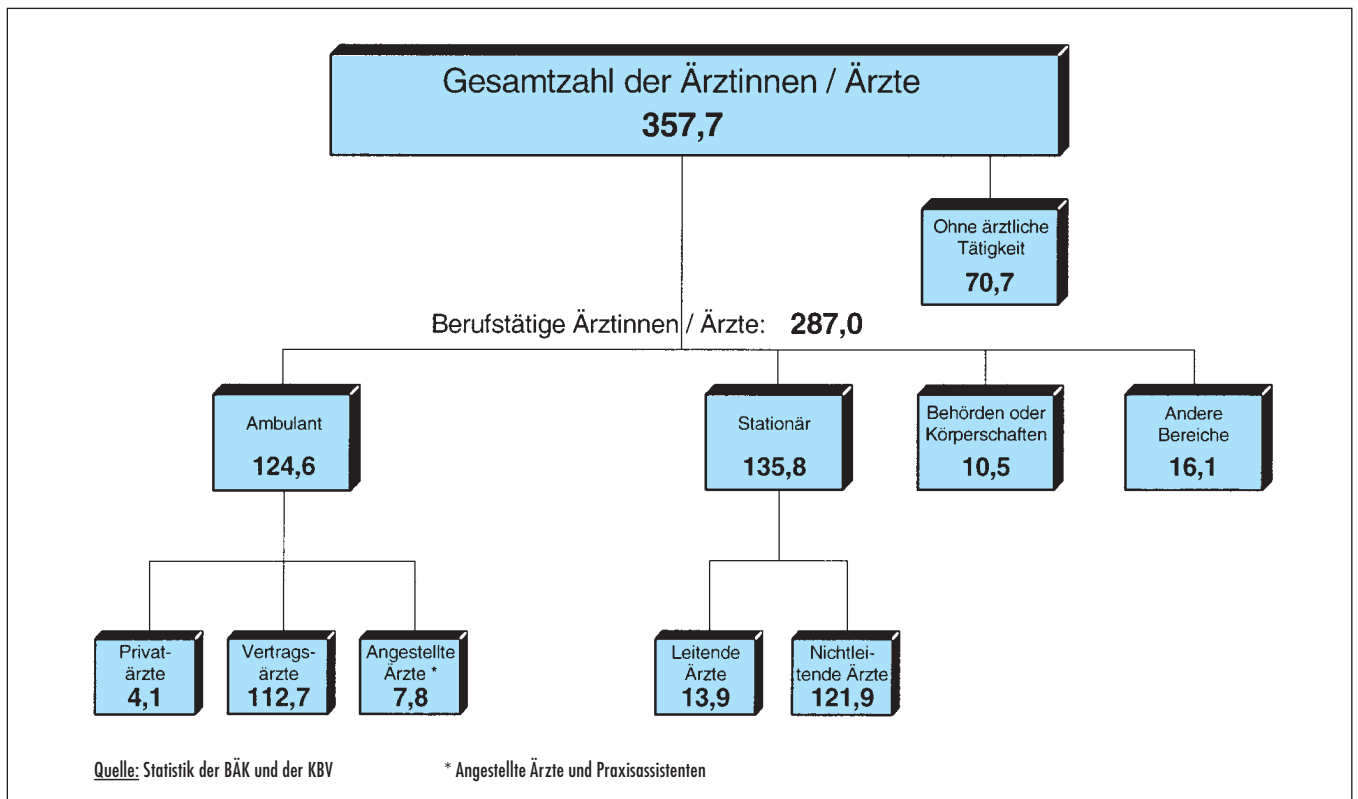 Gesamtzahl der Ärztinnen / Ärzte
357,7
Ohne ärztliche
Tätigkeit
70,7
Berufstätige Ärztinnen / Ärzte: 287,0
Ambulant
124,6
Stationär
135,8
Behörden oder
Körperschaften
10,5
Andere
Bereiche
16,1
Privat-
ärzte
4,1
Vertrags-
ärzte
112,7
Angestellte
Ärzte *
7,8
Leitende
Ärzte
13,9
Nichtlei-
tende Ärzte
121,9
Quelle: Statistik der BÄK und der KBV
* Angestellte Ärzte und Praxisassistenten